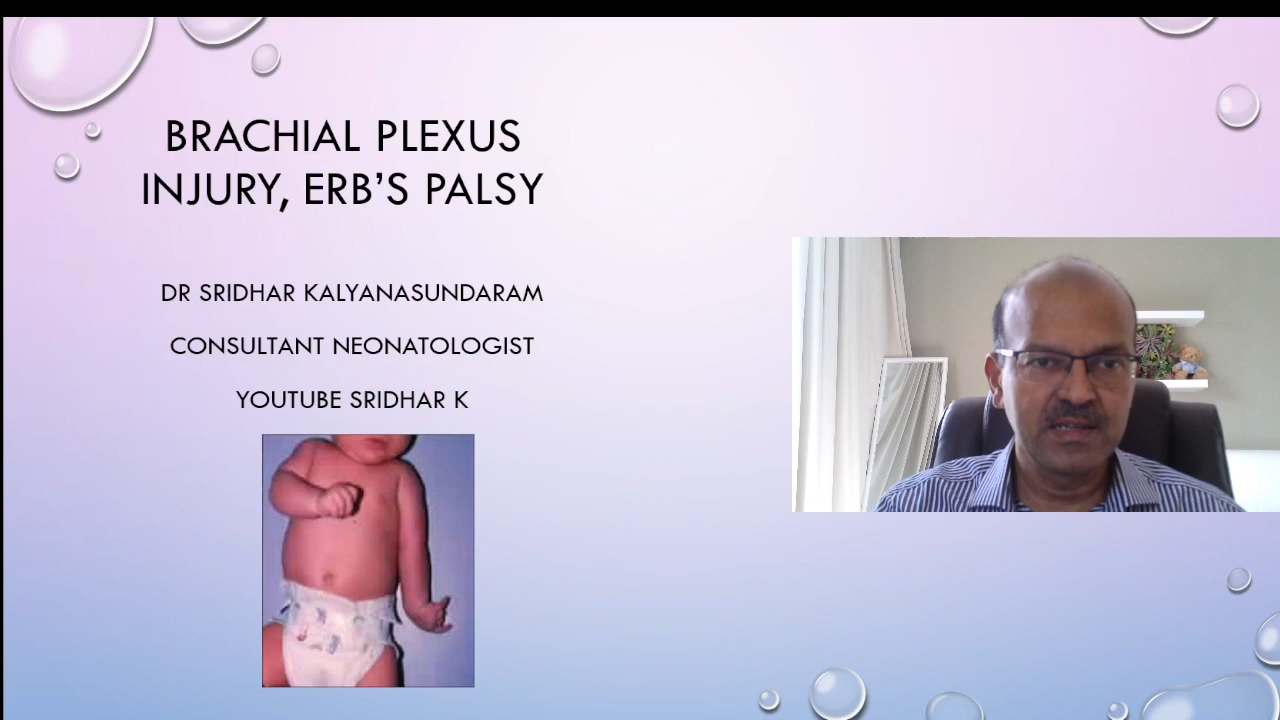 BRACHIAL PLEXUS
INJURY, ERB’S PALSY
DR SRIDHAR KALYANASUNDARAM
CONSULTANT NEONATOLOGIST
YOUTUBE SRIDHAR K